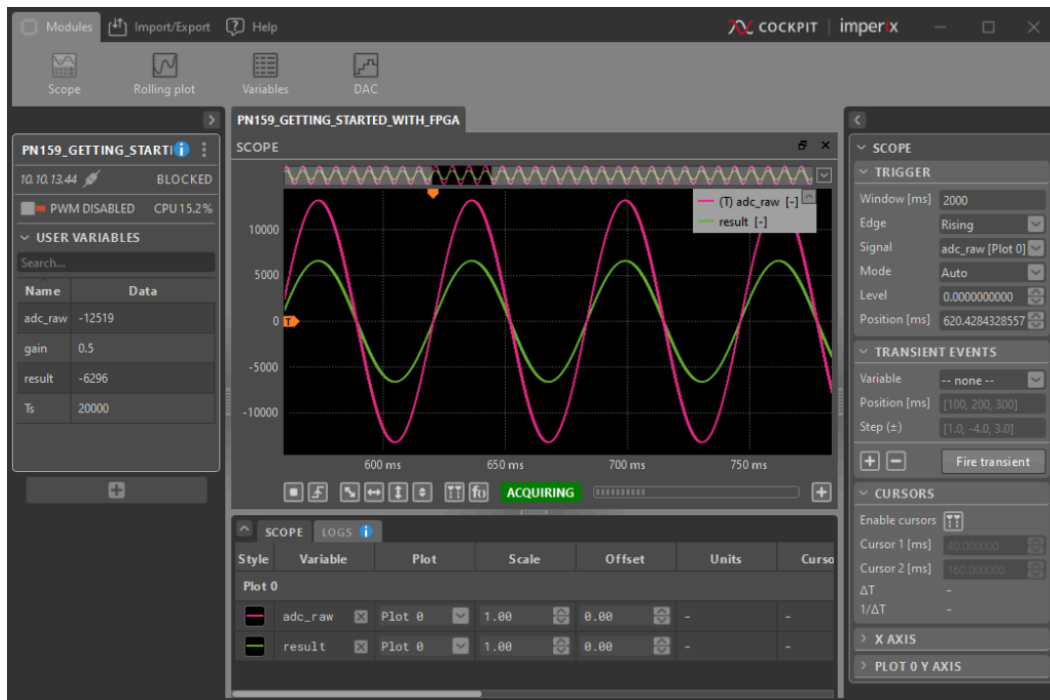 Modules Import/Export Help COCKPIT imperix
Scope Rolling plot Variables DAC
PN159_GETTING_STARTI
10.10.13.44 BLOCKED
PWM DISABLED CPU 15.2%
USER VARIABLES
Search...
Name Data
adc_raw -12519
gain 0.5
result -6296
Ts 20000
PN159_GETTING_STARTED_WITH_FPGA
SCOPE
(T) adc_raw [-]
result [-]
10000
5000
0 T
-5000
-10000
600 ms 650 ms 700 ms 750 ms
f() ACQUIRING
SCOPE LOGS
Style Variable Plot Scale Offset Units Curso
Plot 0
adc_raw Plot 0 1.00 0.00 - -
result Plot 0 1.00 0.00 - -
SCOPE
TRIGGER
Window [ms] 2000
Edge Rising
Signal adc_raw [Plot 0]
Mode Auto
Level 0.0000000000
Position [ms] 620.4284328557
TRANSIENT EVENTS
Variable -- none --
Position [ms] [100, 200, 300]
Step (±) [1.0, -4.0, 3.0]
Fire transient
CURSORS
Enable cursors
Cursor 1 [ms] 40.000000
Cursor 2 [ms] 160.000000
ΔT -
1/ΔT -
X AXIS
PLOT 0 Y AXIS